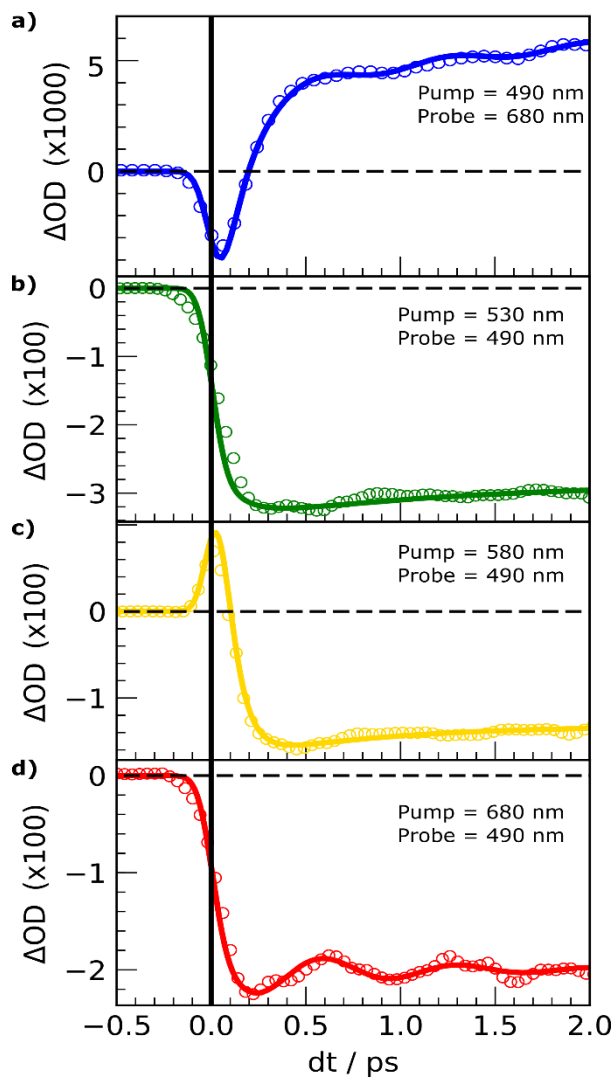 a)
5
0
ΔOD (x1000)
Pump = 490 nm
Probe = 680 nm
b)
0
−1
−2
−3
ΔOD (x100)
Pump = 530 nm
Probe = 490 nm
c)
0
−1
ΔOD (x100)
Pump = 580 nm
Probe = 490 nm
d)
0
−1
−2
ΔOD (x100)
Pump = 680 nm
Probe = 490 nm
−0.5 0.0 0.5 1.0 1.5 2.0
dt / ps